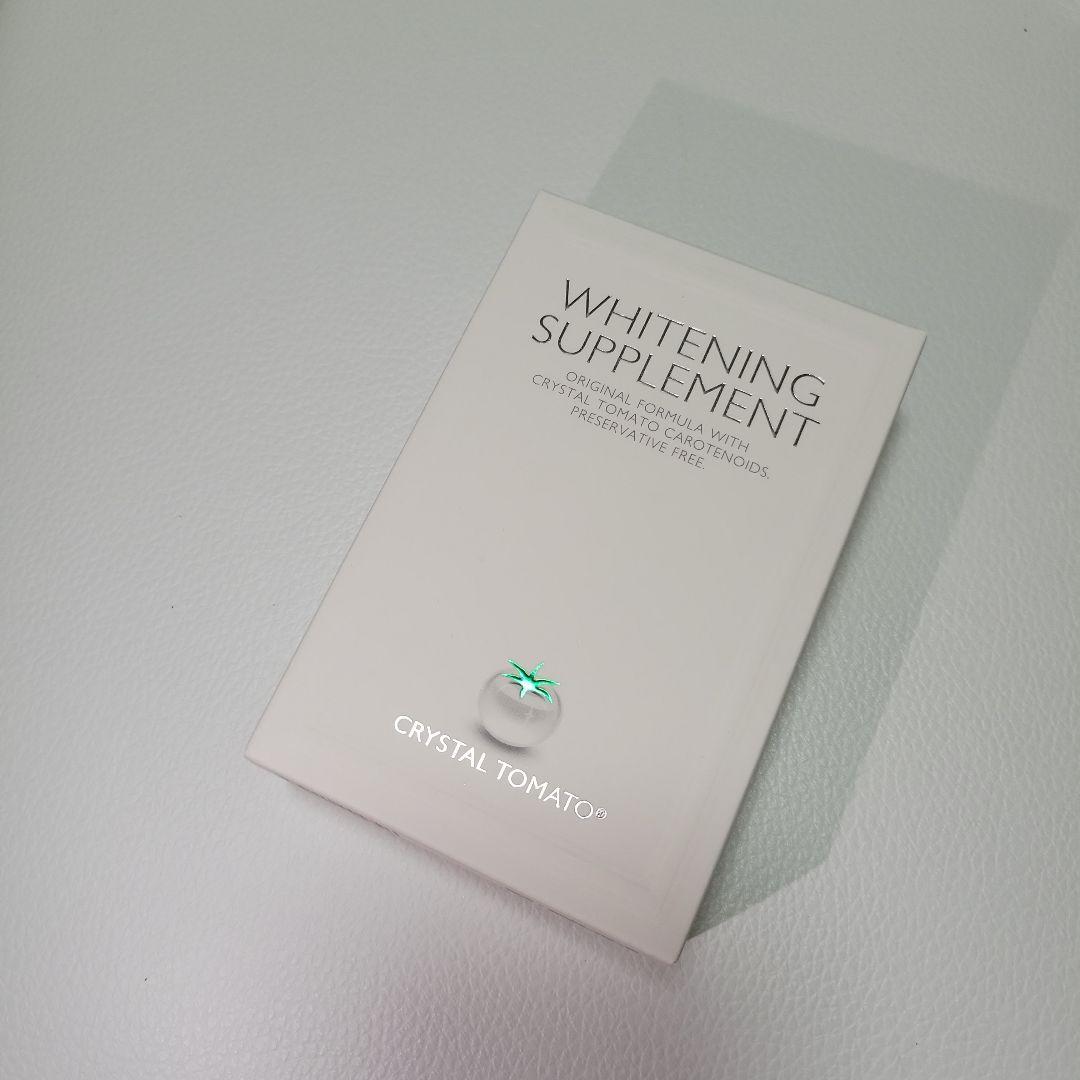 WHITENING
SUPPLEMENT
ORIGINAL FORMULA WITH
CRYSTAL TOMATO CAROTENOIDS.
PRESERVATIVE FREE.
CRYSTAL TOMATO®